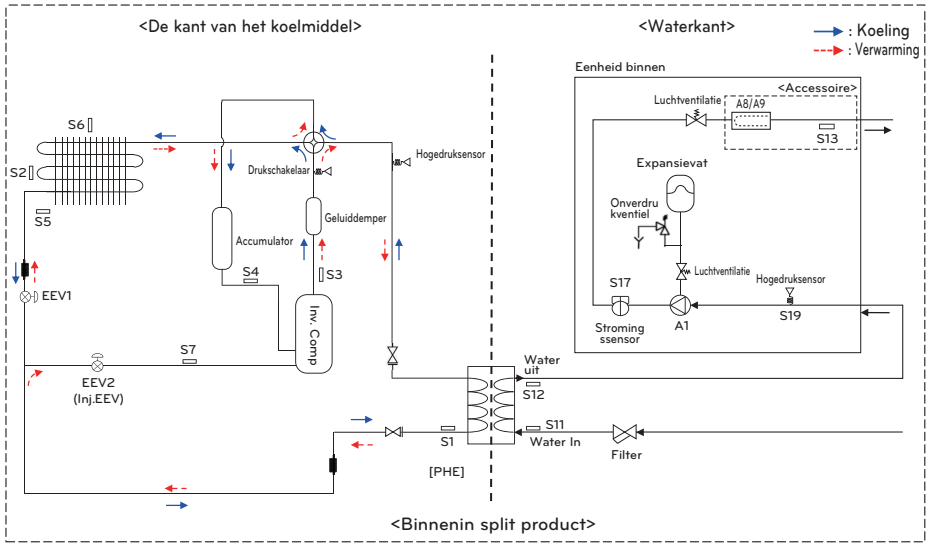 <De kant van het koelmiddel>
<Waterkant>
: Koeling
: Verwarming
Eenheid binnen
<Accessoire>
Luchtventilatie
A8/A9
S13
S6
S2
S5
Drukschakelaar
Hogedruksensor
Expansievat
Onverdru
kventiel
Accumulator
Geluiddemper
S4
S3
Luchtventilatie
Hogedruksensor
S17
EEV1
Inv. Comp
Stroming
ssensor
A1
S19
S7
EEV2
(Inj.EEV)
Water
uit
S12
S1
S11
Water In
Filter
[PHE]
<Binnenin split product>